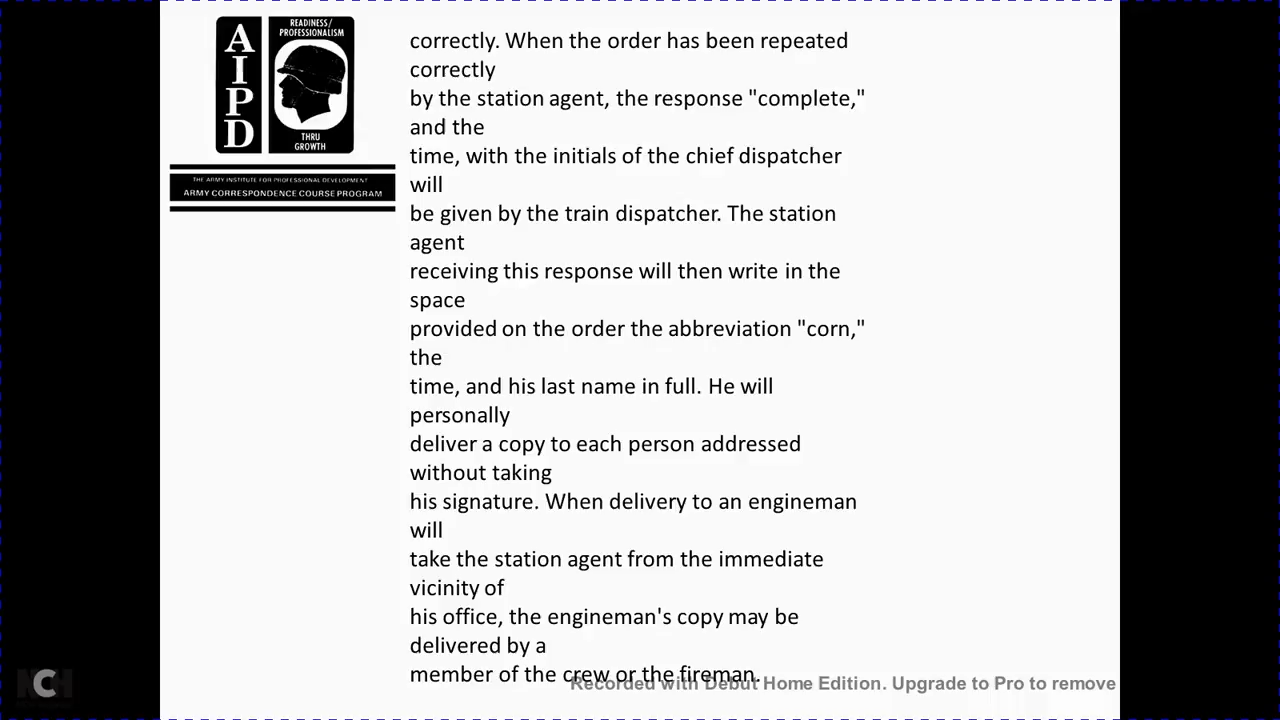 A
I
P
D
READINESS/
PROFESSIONALISM
THRU
GROWTH
THE ARMY INSTITUTE FOR PROFESSIONAL DEVELOPMENT
ARMY CORRESPONDENCE COURSE PROGRAM
correctly. When the order has been repeated
correctly
by the station agent, the response "complete,"
and the
time, with the initials of the chief dispatcher
will
be given by the train dispatcher. The station
agent
receiving this response will then write in the
space
provided on the order the abbreviation "corn,"
the
time, and his last name in full. He will
personally
deliver a copy to each person addressed
without taking
his signature. When delivery to an engineman
will
take the station agent from the immediate
vicinity of
his office, the engineman's copy may be
delivered by a
member of the crew or the fireman.
Recorded with Debut Home Edition. Upgrade to Pro to remove
NCH